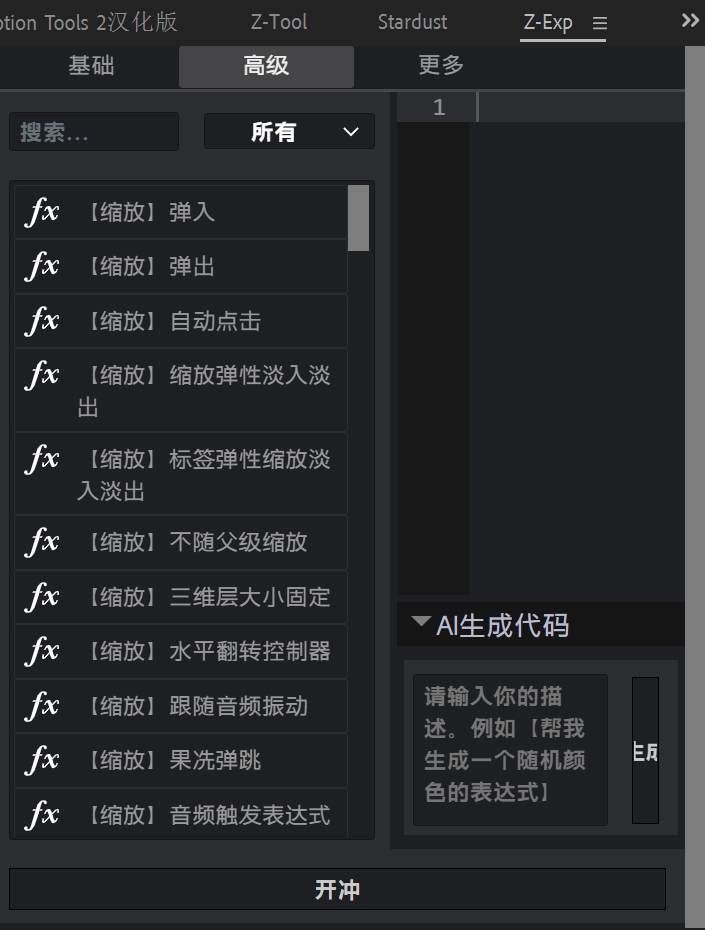 otion Tools 2汉化版 Z-Tool Stardust Z-Exp
基础 高级 更多
搜索... 所有
1
fx 【缩放】弹入
fx 【缩放】弹出
fx 【缩放】自动点击
fx 【缩放】缩放弹性淡入淡
出
fx 【缩放】标签弹性缩放淡
入淡出
fx 【缩放】不随父级缩放
fx 【缩放】三维层大小固定
fx 【缩放】水平翻转控制器
fx 【缩放】跟随音频振动
fx 【缩放】果冼弹跳
fx 【缩放】音频触发表达式
AI生成代码
请输入你的描
述。例如【帮我
生成一个随机颜
色的表达式】
生成
开冲